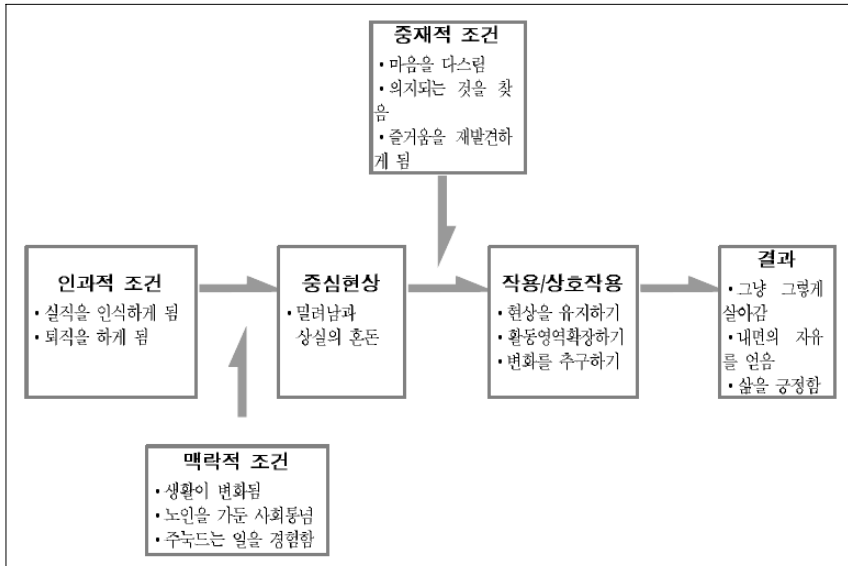 중재적 조건
• 마음을 다스림
• 의지되는 것을 찾
음
• 즐거움을 재발견하
게 됨
인과적 조건
• 실직을 인식하게 됨
• 퇴직을 하게 됨
중심현상
• 밀려남과
상실의 혼돈
작용/상호작용
• 현상을 유지하기
• 활동영역확장하기
• 변화를 추구하기
결과
• 그냥 그렇게
살아감
• 내면의 자유
를 얻음
• 삶을 긍정함
맥락적 조건
• 생활이 변화됨
• 노인을 가둔 사회통념
• 주눅드는 일을 경험함